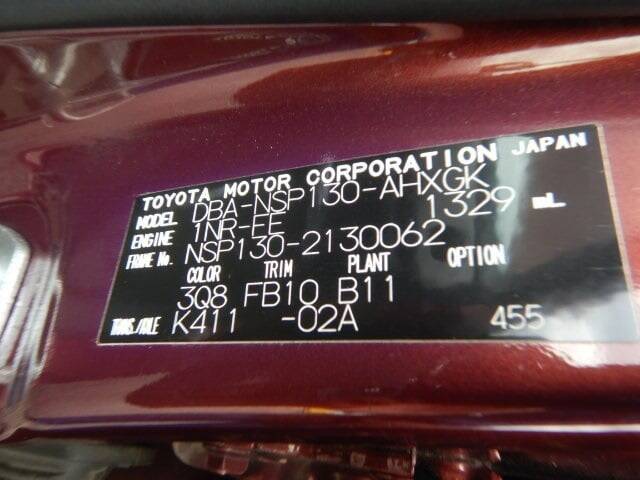 TOYOTA MOTOR CORPORATION JAPAN
MODEL DBA-NSP130-AHXGK
ENGINE 1NR-FE 1329 mL
FRAME No. NSP130-2130062
COLOR TRIM PLANT OPTION
3Q8 FB10 B11
TRANS./AXLE K411 -02A 455